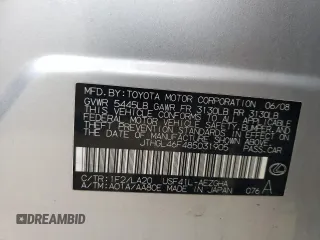 MFD. BY: TOYOTA MOTOR CORPORATION 06/08
GVWR 5445LB GAWR FR 3130LB RR 3130LB
THIS VEHICLE CONFORMS TO ALL APPLICABLE
FEDERAL MOTOR VEHICLE SAFETY, BUMPER, AND
THEFT PREVENTION STANDARDS IN EFFECT ON
THE DATE OF MANUFACTURE SHOWN ABOVE.
JTHGL46F485031905 PASS.CAR
C/TR: 1F2/LA20 USF41L-AEZGHA
A/TM: A01A/AA80E MADE IN JAPAN 076 A
AUTOBIDMASTER